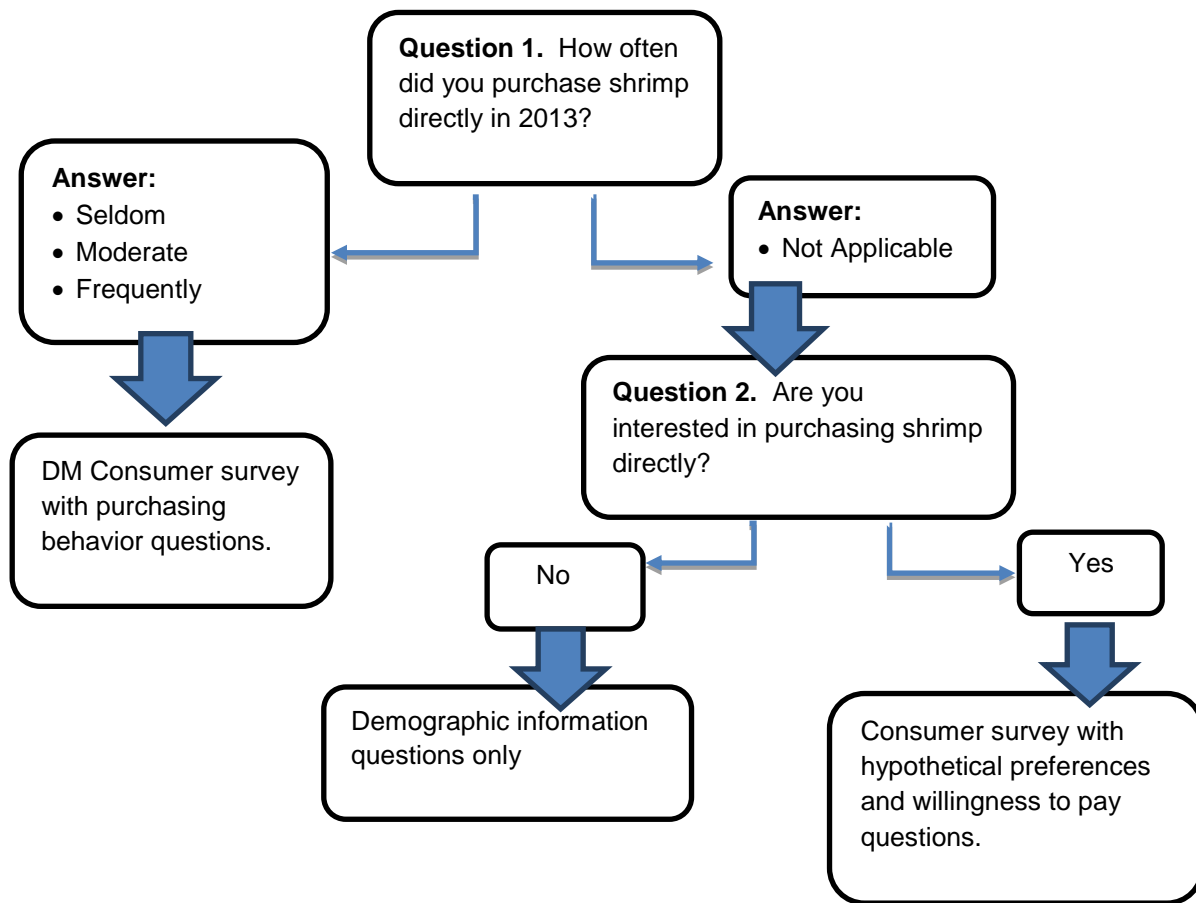 Question 1. How often
did you purchase shrimp
directly in 2013?
Answer:
• Seldom
• Moderate
• Frequently
Answer:
• Not Applicable
DM Consumer survey
with purchasing
behavior questions.
Question 2. Are you
interested in purchasing shrimp
directly?
No
Yes
Demographic information
questions only
Consumer survey with
hypothetical preferences
and willingness to pay
questions.